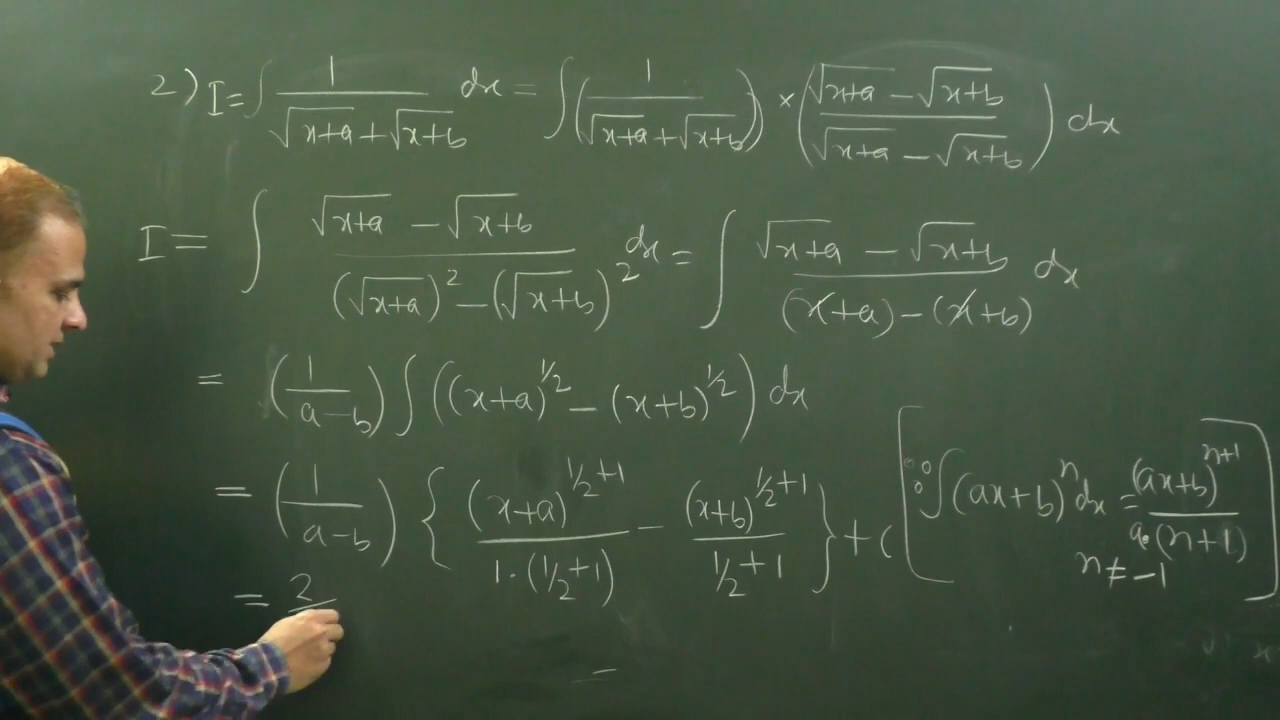 2) I = ∫ 1/(√(x+a) + √(x+b)) dx = ∫ (1/(√(x+a) + √(x+b))) × ((√(x+a) − √(x+b))/(√(x+a) − √(x+b))) dx
I = ∫ (√(x+a) − √(x+b))/((√(x+a))² − (√(x+b))²) dx = ∫ (√(x+a) − √(x+b))/((x+a) − (x+b)) dx
= (1/(a−b)) ∫ ((x+a)^(1/2) − (x+b)^(1/2)) dx
= (1/(a−b)) { (x+a)^(1/2+1)/(1·(1/2+1)) − (x+b)^(1/2+1)/(1/2+1) } + c [∵ ∫(ax+b)^n dx = (ax+b)^(n+1)/(a·(n+1))
n ≠ −1]
= 2